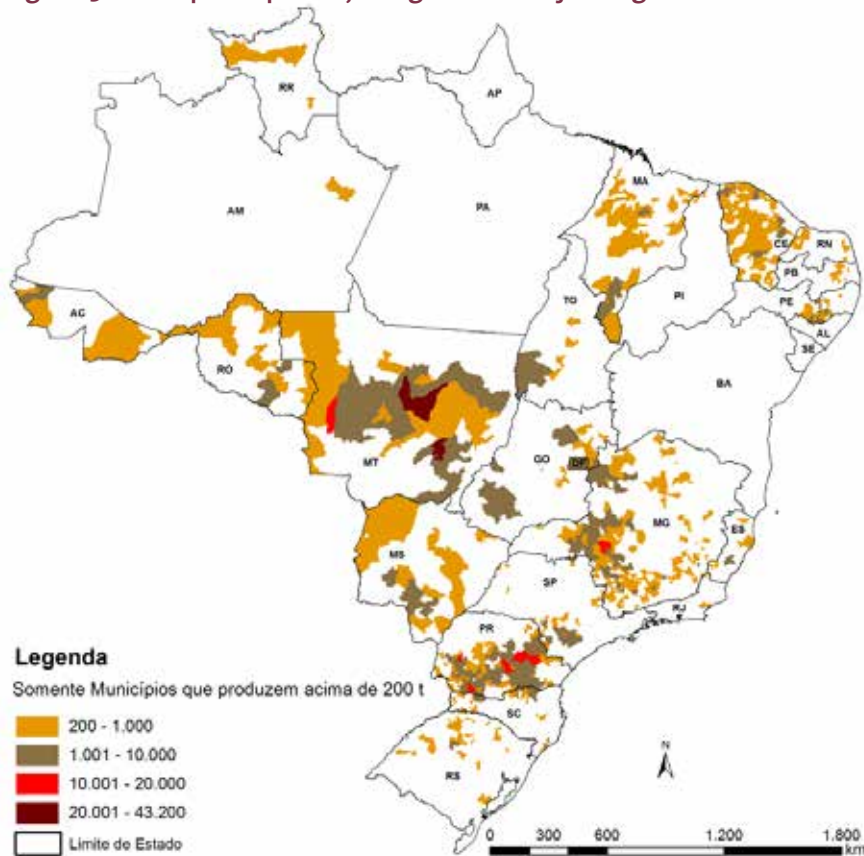 RR
AP
AM
PA
MA
CE
RN
PB
PE
AL
SE
PI
TO
AC
RO
BA
MT
GO
DF
MG
ES
MS
SP
RJ
PR
SC
RS
Legenda
Somente Municípios que produzem acima de 200 t
200 - 1.000
1.001 - 10.000
10.001 - 20.000
20.001 - 43.200
Limite de Estado
N
0 300 600 1.200 1.800
km